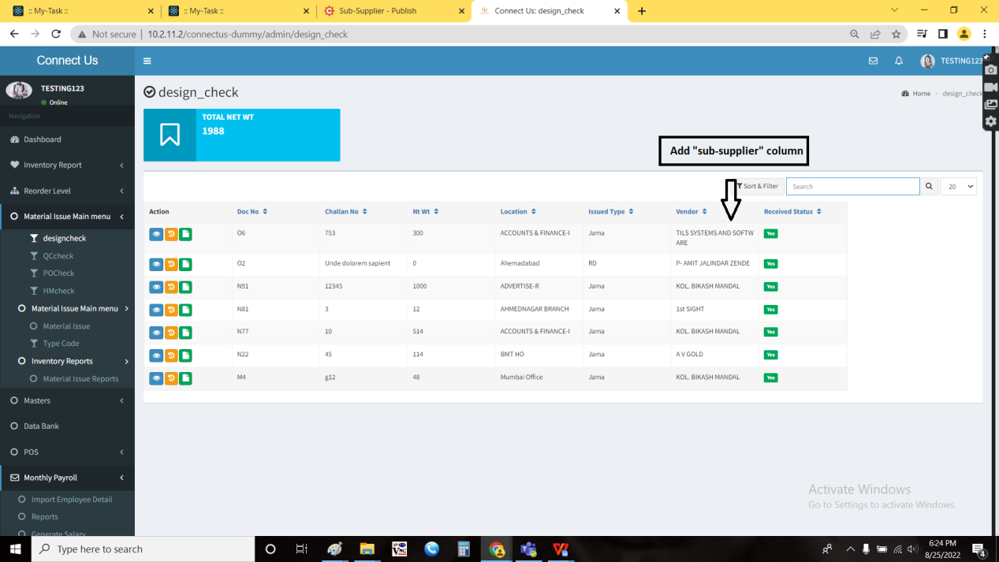 :: My-Task ::
:: My-Task ::
Sub-Supplier - Publish
Connect Us: design_check
Not secure | 10.2.11.2/connectus-dummy/admin/design_check
Connect Us
TESTING123
TESTING123
Online
Navigation
Dashboard
Inventory Report
Reorder Level
Material Issue Main menu
designcheck
QCcheck
POCheck
HMcheck
Material Issue Main menu
Material Issue
Type Code
Inventory Reports
Material Issue Reports
Masters
Data Bank
POS
Monthly Payroll
Import Employee Detail
Reports
Generate Salary
design_check
Home
design_check
TOTAL NET WT
1988
Add "sub-supplier" column
Sort & Filter
Search
20
Action Doc No Challan No Nt Wt Location Issued Type Vendor Received Status
O6 753 300 ACCOUNTS & FINANCE-I Jama TILS SYSTEMS AND SOFTW Yes
ARE
O2 Unde dolorem sapient 0 Ahemadabad RD P- AMIT JALINDAR ZENDE Yes
N91 12345 1000 ADVERTISE-R Jama KOL. BIKASH MANDAL Yes
N81 3 12 AHMEDNAGAR BRANCH Jama 1st SIGHT Yes
N77 10 514 ACCOUNTS & FINANCE-I Jama KOL. BIKASH MANDAL Yes
N22 45 114 BMT HO Jama A V GOLD Yes
M4 g12 48 Mumbai Office Jama KOL. BIKASH MANDAL Yes
Activate Windows
Go to Settings to activate Windows.
Type here to search
6:24 PM
8/25/2022
4